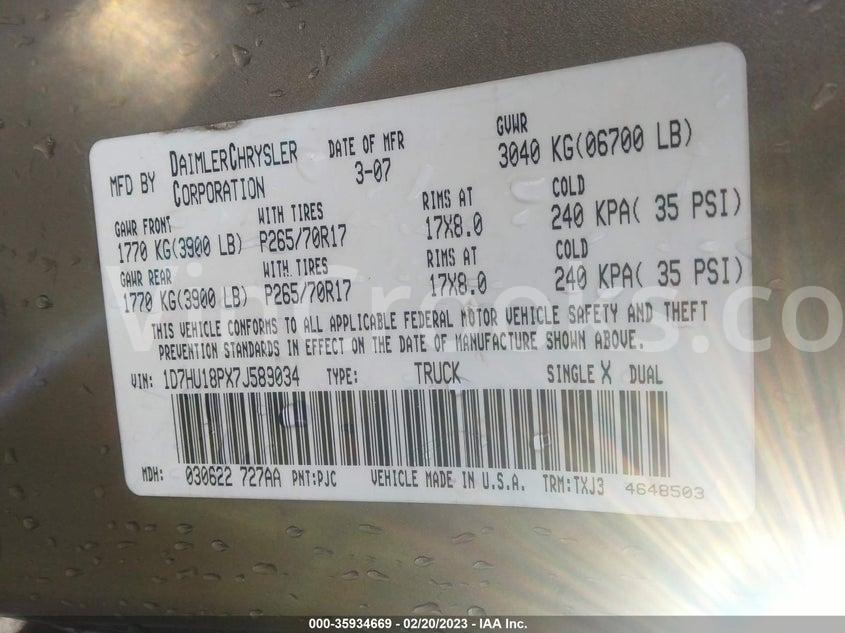 MFD BY DAIMLERCHRYSLER CORPORATION
DATE OF MFR 3-07
GVWR 3040 KG(06700 LB)
GAWR FRONT WITH TIRES RIMS AT COLD
1770 KG(3900 LB) P265/70R17 17X8.0 240 KPA( 35 PSI)
GAWR REAR WITH TIRES RIMS AT COLD
1770 KG(3900 LB) P265/70R17 17X8.0 240 KPA( 35 PSI)
THIS VEHICLE CONFORMS TO ALL APPLICABLE FEDERAL MOTOR VEHICLE SAFETY AND THEFT
PREVENTION STANDARDS IN EFFECT ON THE DATE OF MANUFACTURE SHOWN ABOVE.
VIN: 1D7HU18PX7J589034 TYPE: TRUCK SINGLE X DUAL
MDH: 030622 727AA PNT:PJC VEHICLE MADE IN U.S.A. TRM:TXJ3 4648503
VinCrooks.co
000-35934669 - 02/20/2023 - IAA Inc.